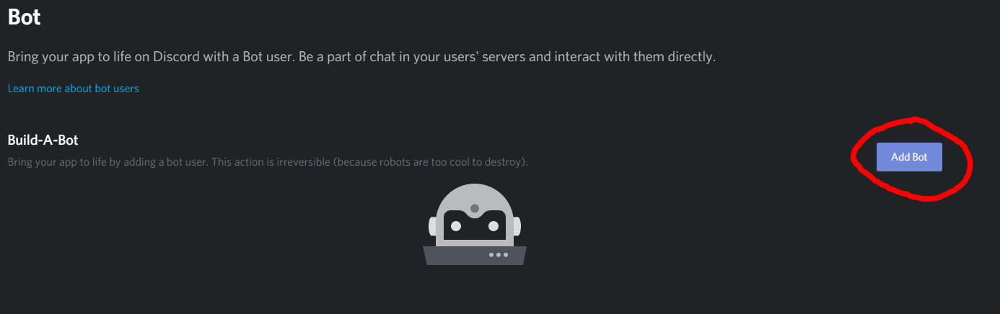 Bot
Bring your app to life on Discord with a Bot user. Be a part of chat in your users' servers and interact with them directly.
Learn more about bot users
Build-A-Bot
Bring your app to life by adding a bot user. This action is irreversible (because robots are too cool to destroy).
Add Bot